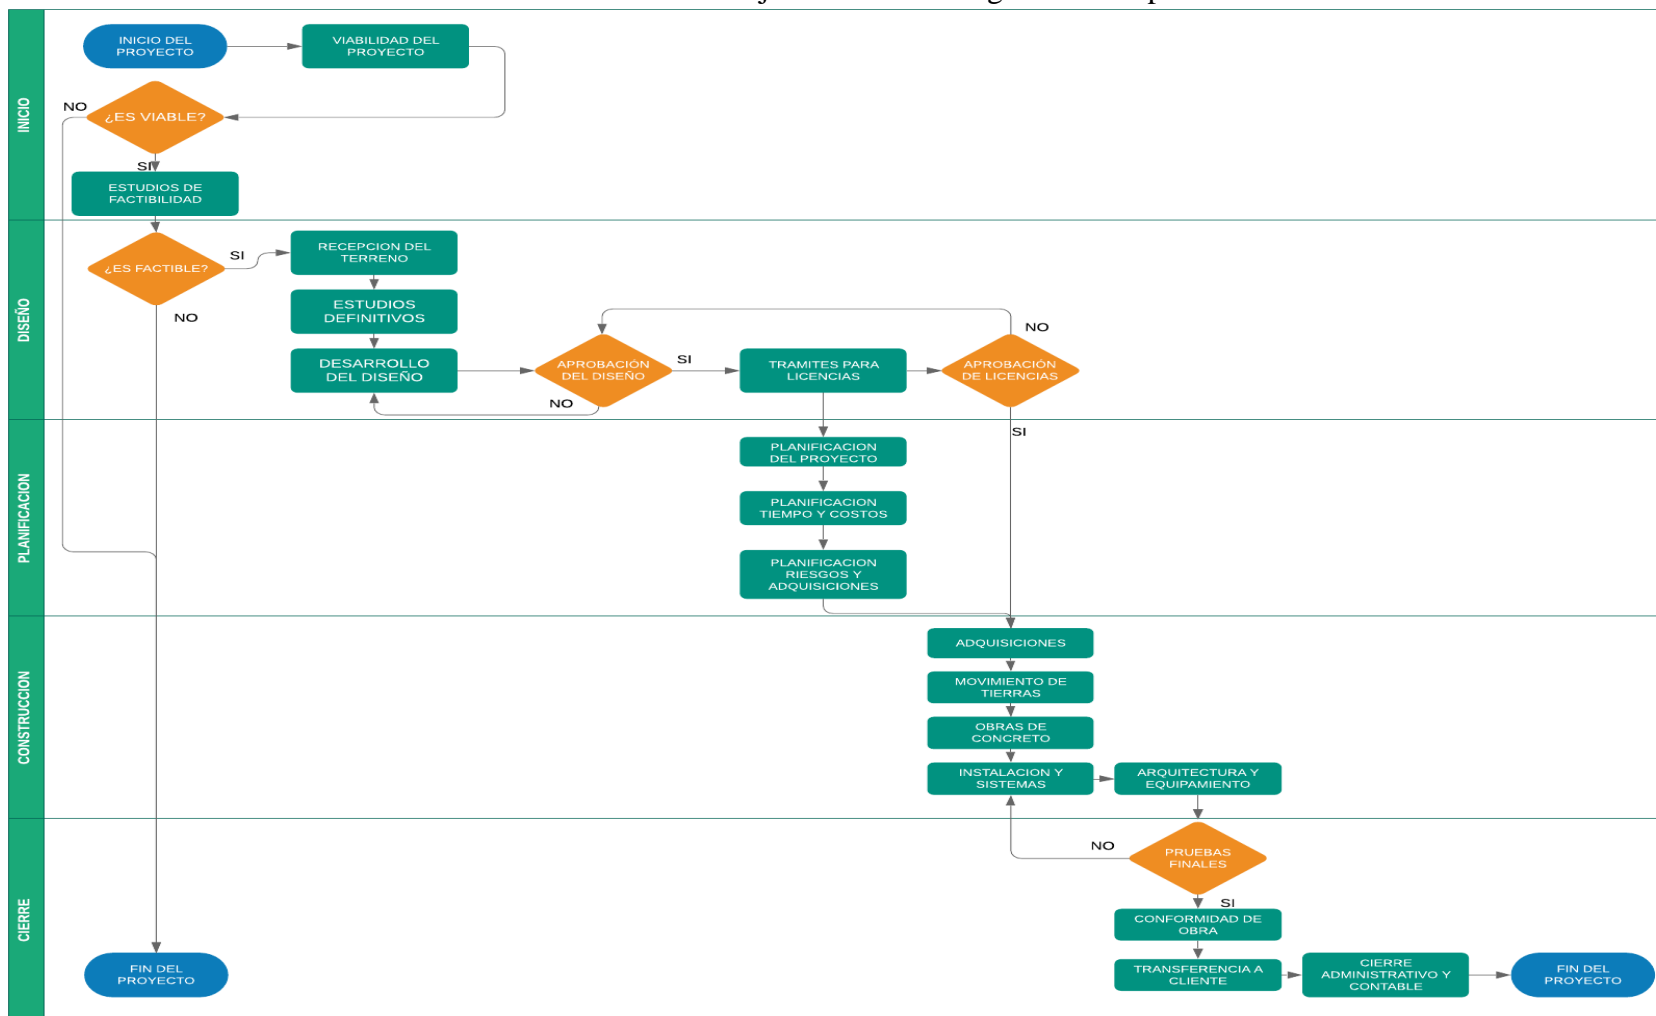 INICIO DEL
PROYECTO
VIABILIDAD DEL
PROYECTO
NO
¿ES VIABLE?
INICIO
SI
ESTUDIOS DE
FACTIBILIDAD
¿ES FACTIBLE?
SI
RECEPCION DEL
TERRENO
NO
ESTUDIOS
DEFINITIVOS
DISEÑO
NO
DESARROLLO
DEL DISEÑO
APROBACIÓN
DEL DISEÑO
SI
TRAMITES PARA
LICENCIAS
APROBACIÓN
DE LICENCIAS
NO
SI
PLANIFICACION
PLANIFICACION
DEL PROYECTO
PLANIFICACION
TIEMPO Y COSTOS
PLANIFICACION
RIESGOS Y
ADQUISICIONES
CONSTRUCCION
ADQUISICIONES
MOVIMIENTO DE
TIERRAS
OBRAS DE
CONCRETO
INSTALACION Y
SISTEMAS
ARQUITECTURA Y
EQUIPAMIENTO
CIERRE
NO
PRUEBAS
FINALES
SI
CONFORMIDAD DE
OBRA
FIN DEL
PROYECTO
TRANSFERENCIA A
CLIENTE
CIERRE
ADMINISTRATIVO Y
CONTABLE
FIN DEL
PROYECTO